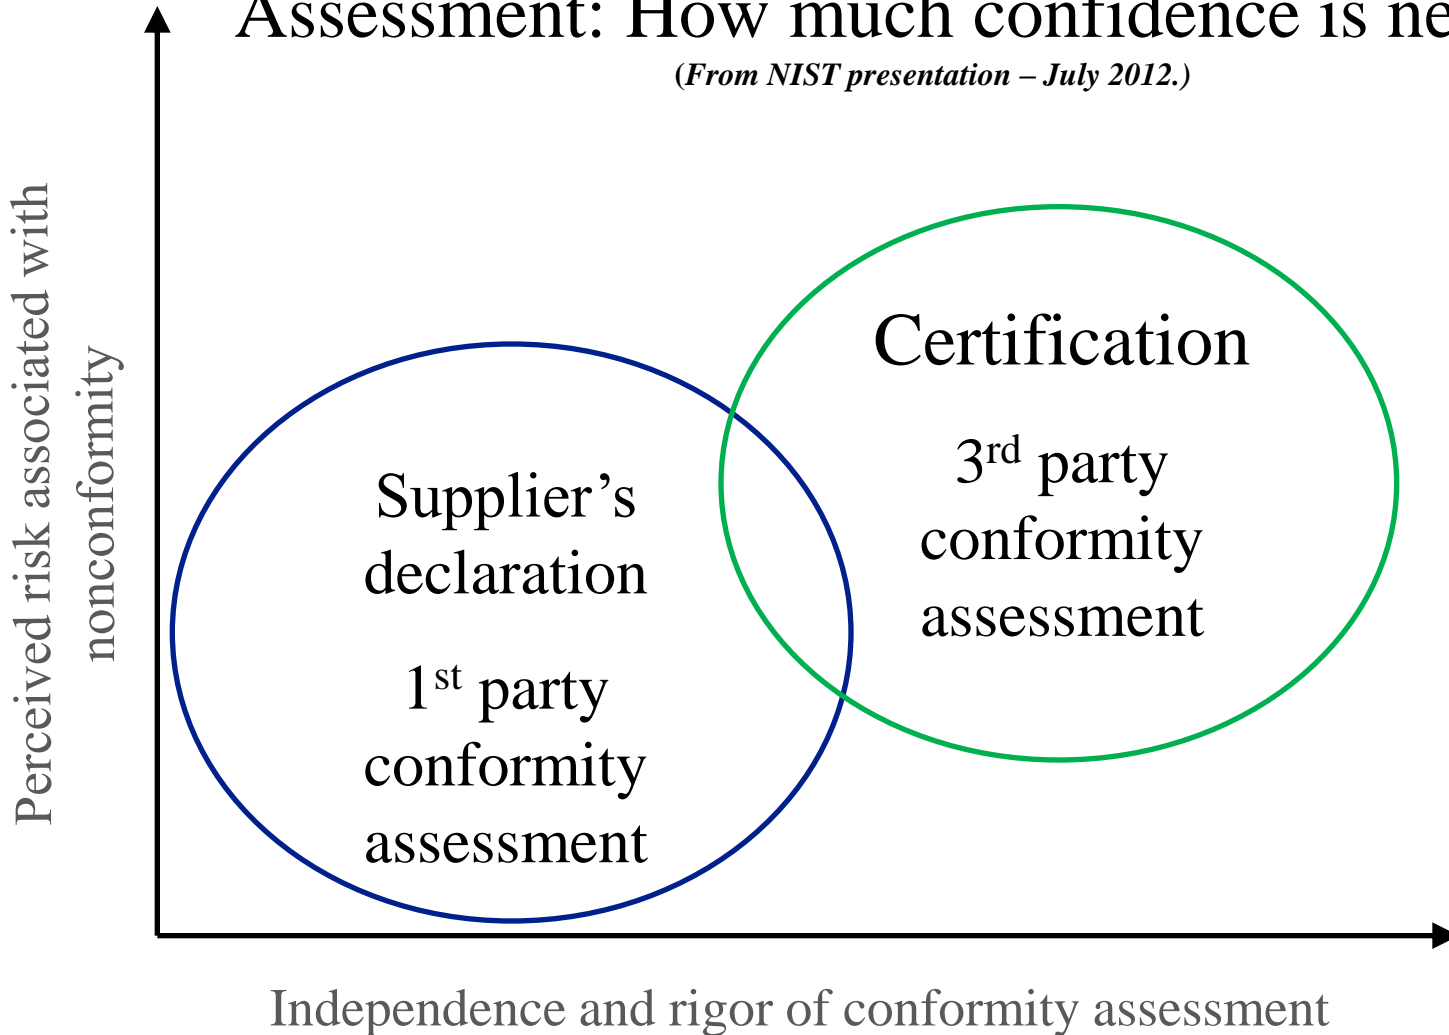 Assessment: How much confidence is
(From NIST presentation – July 2012.)
Perceived risk associated with
nonconformity
Certification
3rd party
conformity
assessment
Supplier’s
declaration
1st party
conformity
assessment
Independence and rigor of conformity assessment